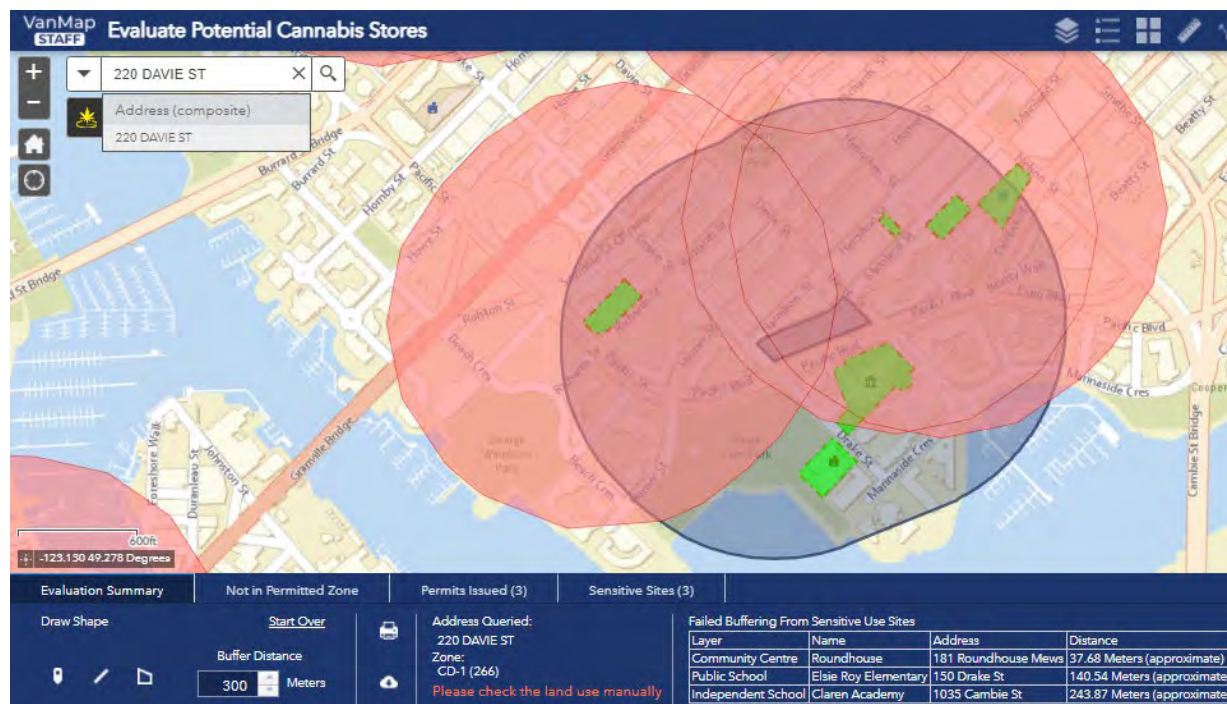 VanMap
STAFF
Evaluate Potential Cannabis Stores
220 DAVIE ST
Address (composite)
220 DAVIE ST
Burrard St Bridge
Burrard St
Hornby St
Pacific St
Howe St
Rolston St
Beach Cres
Beach Cres
Granville Bridge
Johnston St
Duranleau St
Foreshore Walk
George
Wainborn
Park
Pacific Blvd
Pacific Blvd
Drake St
Marinaside Cres
Marinaside Cres
Pacific Blvd
Beatty St
Cambie St Bridge
600ft
-123.130 49.278 Degrees
Evaluation Summary
Not in Permitted Zone
Permits Issued (3)
Sensitive Sites (3)
Draw Shape
Start Over
Buffer Distance
300 Meters
Address Queried:
220 DAVIE ST
Zone:
CD-1 (266)
Please check the land use manually
Failed Buffering From Sensitive Use Sites
Layer Name Address Distance
Community Centre Roundhouse 181 Roundhouse Mews 37.68 Meters (approximate)
Public School Elsie Roy Elementary 150 Drake St 140.54 Meters (approximate
Independent School Claren Academy 1035 Cambie St 243.87 Meters (approximate